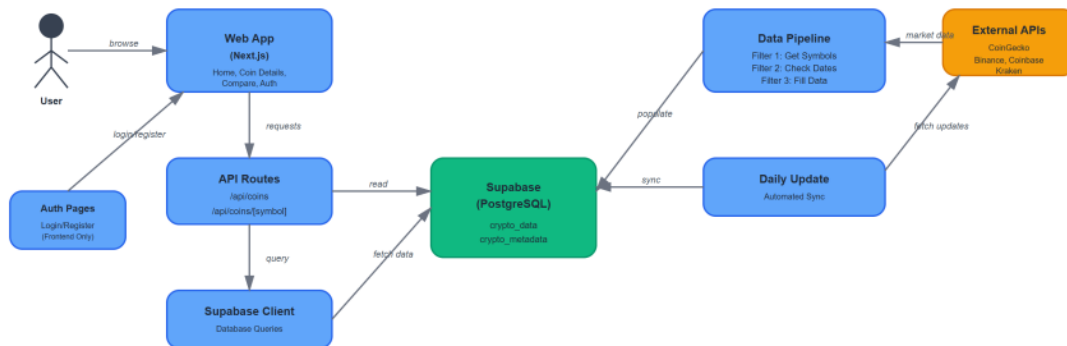 User
browse
Web App
(Next.js)
Home, Coin Details,
Compare, Auth
login/register
requests
Auth Pages
Login/Register
(Frontend Only)
API Routes
/api/coins
/api/coins/[symbol]
read
query
Supabase Client
Database Queries
fetch data
Supabase
(PostgreSQL)
crypto_data
crypto_metadata
Data Pipeline
Filter 1: Get Symbols
Filter 2: Check Dates
Filter 3: Fill Data
populate
market data
External APIs
CoinGecko
Binance, Coinbase
Kraken
fetch updates
sync
Daily Update
Automated Sync